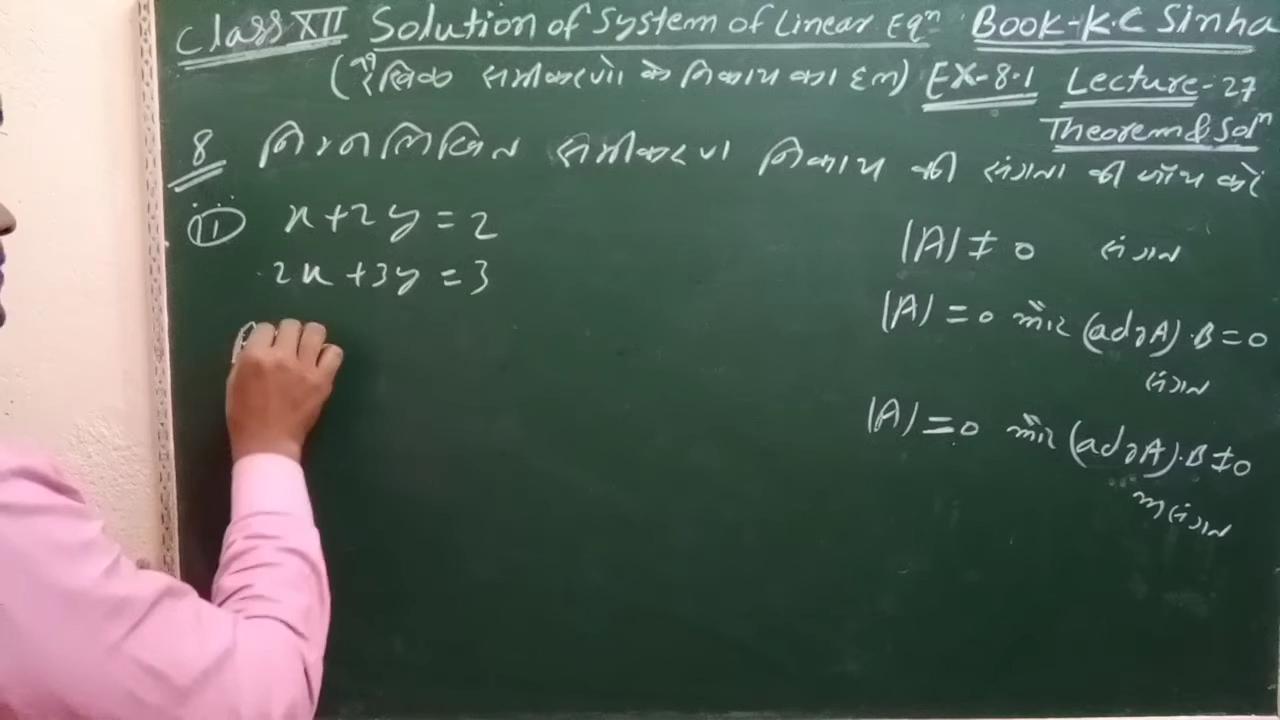 Class XII Solution of System of Linear Eqⁿ Book-K.C Sinha
(रैखिक समीकरणों के निकाय का हल) EX-8.1 Lecture-27
Theorem & Solⁿ
8 निम्नलिखित समीकरण निकाय की संगतता की जाँच करें
(ii) x+2y=2
2x+3y=3
|A| ≠ 0 संगत
|A| = 0 और (adjA).B=0
संगत
|A| = 0 और (adjA).B≠0
असंगत